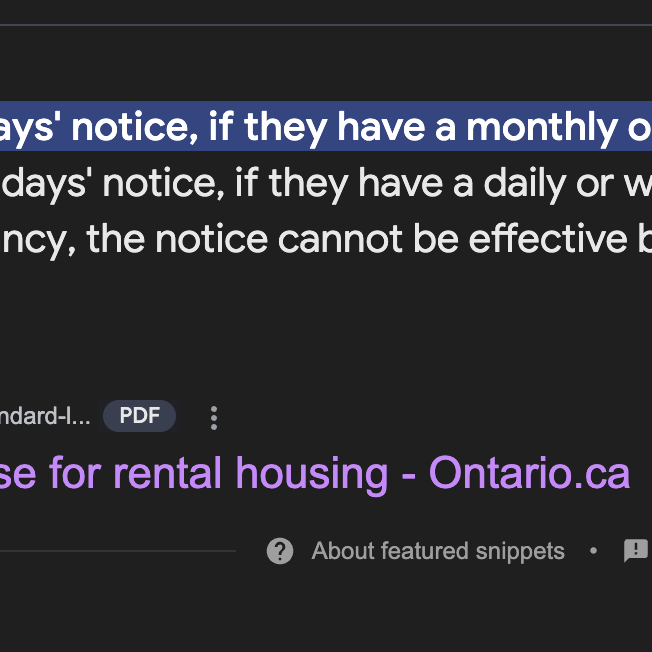 ays' notice, if they have a monthly o
days' notice, if they have a daily or w
ncy, the notice cannot be effective b
ndard-l... PDF
se for rental housing - Ontario.ca
About featured snippets •